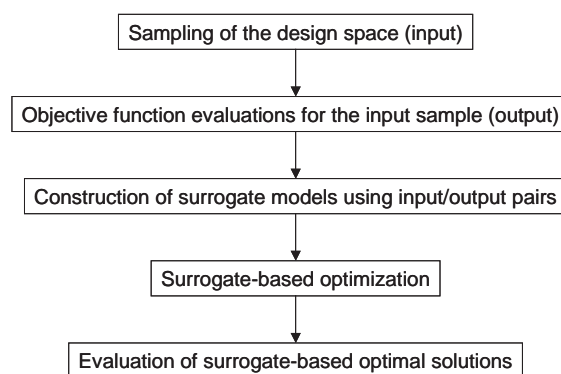 Sampling of the design space (input)
Objective function evaluations for the input sample (output)
Construction of surrogate models using input/output pairs
Surrogate-based optimization
Evaluation of surrogate-based optimal solutions